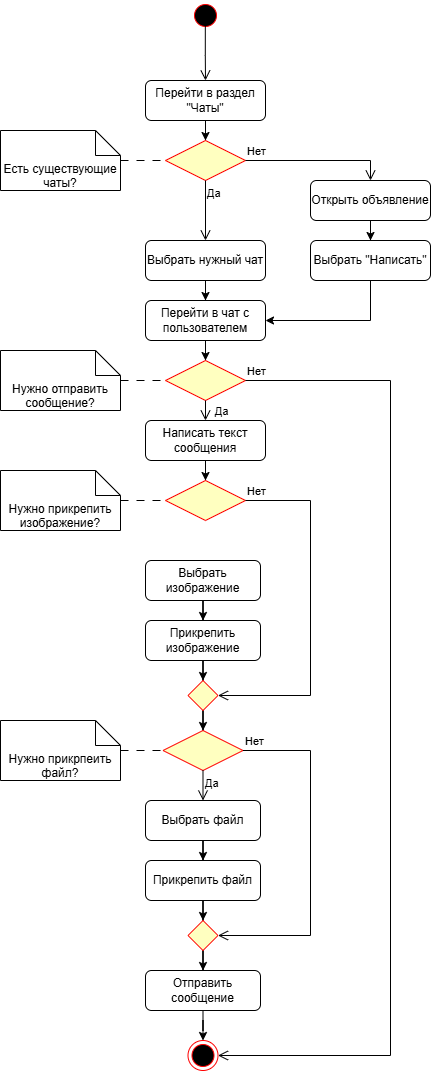 Перейти в раздел
"Чаты"
Нет
Есть существующие
чаты?
Да
Открыть объявление
Выбрать нужный чат
Выбрать "Написать"
Перейти в чат с
пользователем
Нет
Нужно отправить
сообщение?
Да
Написать текст
сообщения
Нет
Нужно прикрепить
изображение?
Выбрать
изображение
Прикрепить
изображение
Нет
Нужно прикрпеить
файл?
Да
Выбрать файл
Прикрепить файл
Отправить
сообщение